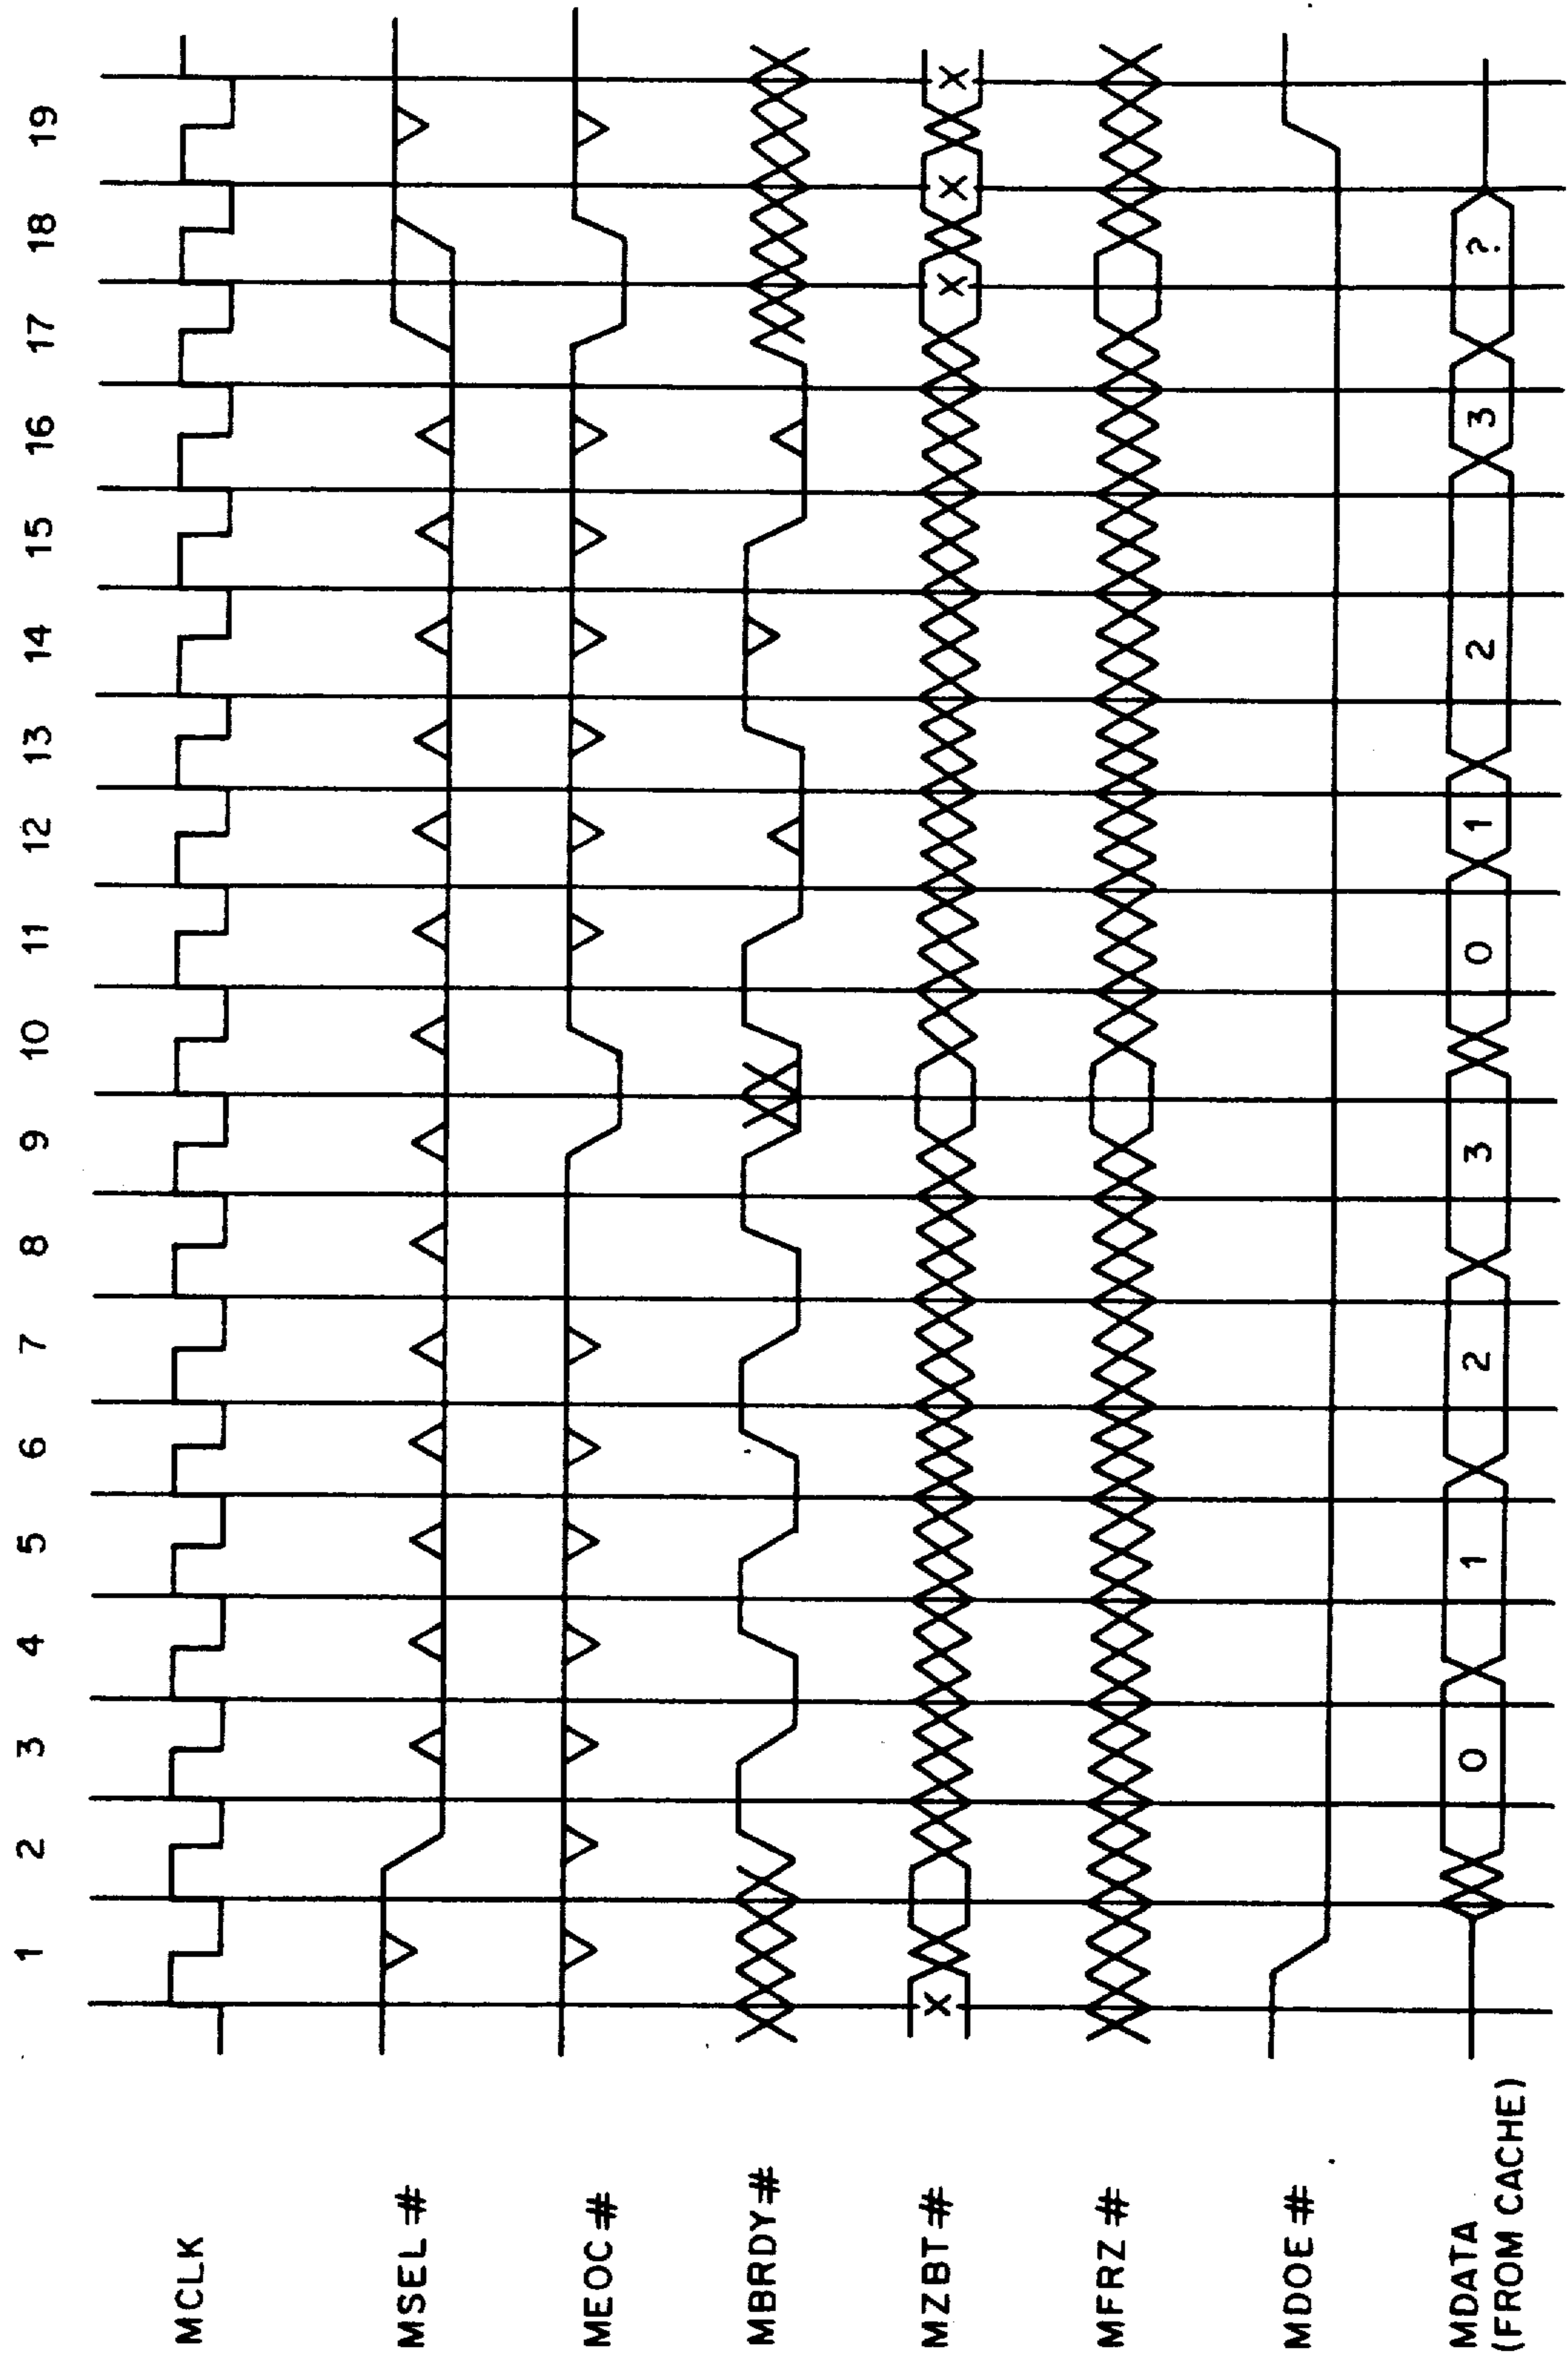 1 2 3 4 5 6 7 8 9 10 11 12 13 14 15 16 17 18 19
MCLK
MSEL #
MEOC #
MBRDY #
MZBT # X X X X
MFRZ #
MDOE #
MDATA 0 1 2 3 0 1 2 3 ?
(FROM CACHE)